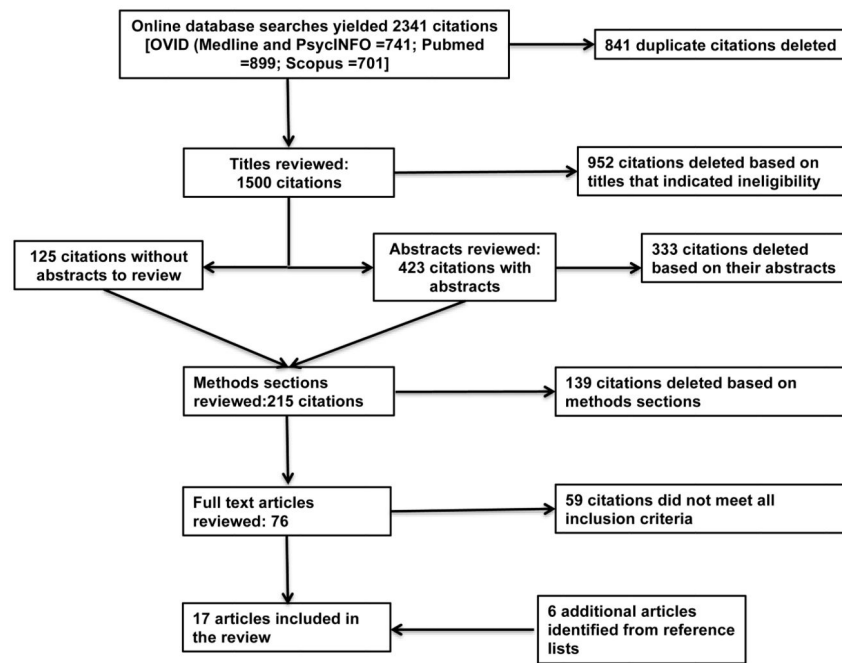 Online database searches yielded 2341 citations
[OVID (Medline and PsycINFO =741; Pubmed
=899; Scopus =701]
841 duplicate citations deleted
Titles reviewed:
1500 citations
952 citations deleted based on
titles that indicated ineligibility
125 citations without
abstracts to review
Abstracts reviewed:
423 citations with
abstracts
333 citations deleted
based on their abstracts
Methods sections
reviewed:215 citations
139 citations deleted based on
methods sections
Full text articles
reviewed: 76
59 citations did not meet all
inclusion criteria
17 articles included in
the review
6 additional articles
identified from reference
lists